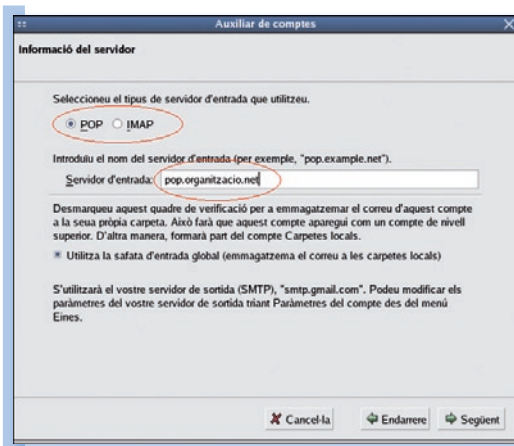 Auxiliar de comptes
Informació del servidor
Seleccioneu el tipus de servidor d'entrada que utilitzeu.
POP IMAP
Introduïu el nom del servidor d'entrada (per exemple, "pop.example.net").
Servidor d'entrada: pop.organitzacio.net
Desmarqueu aquest quadre de verificació per a emmagatzemar el correu d'aquest compte
a la seua pròpia carpeta. Això farà que aquest compte aparegui com un compte de nivell
superior. D'altra manera, formarà part del compte Carpetes locals.
Utilitza la safata d'entrada global (emmagatzema el correu a les carpetes locals)
S'utilitzarà el vostre servidor de sortida (SMTP), "smtp.gmail.com". Podeu modificar els
paràmetres del vostre servidor de sortida triant Paràmetres del compte des del menú
Eines.
Cancel·la Endarrere Següent